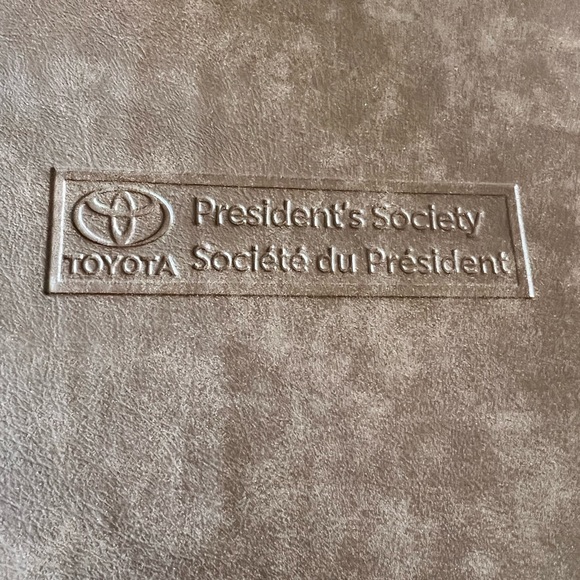 President's Society
TOYOTA Société du Président